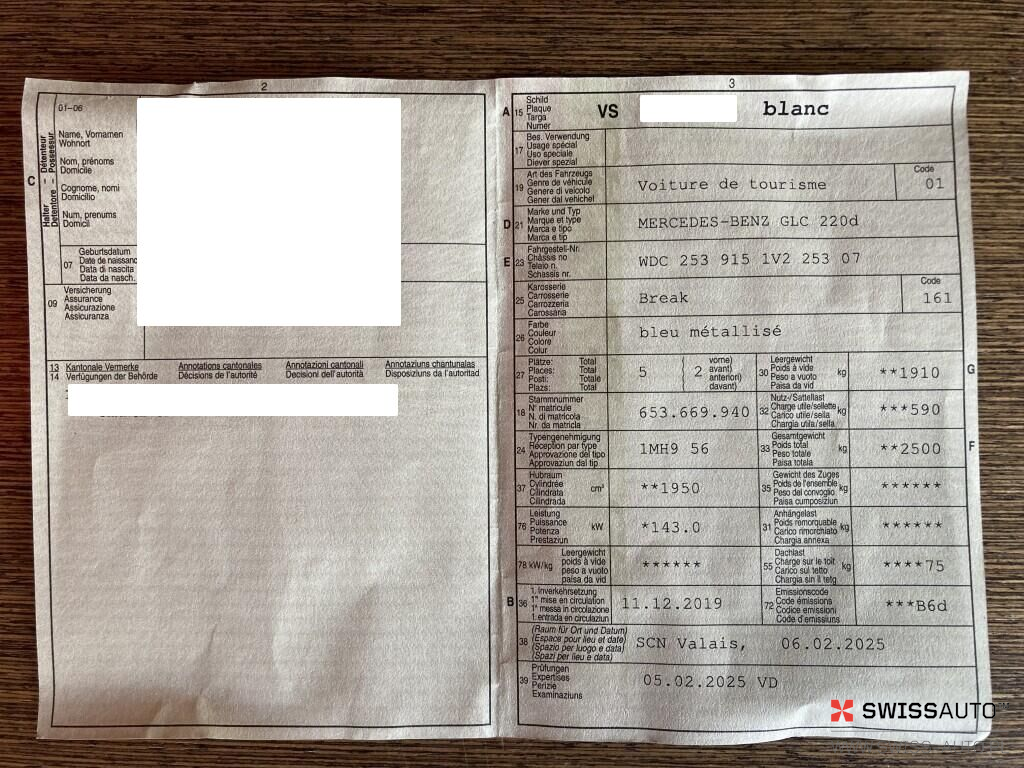 2
01–06
Halter – Détenteur
Detentore – Possessur
C
Name, Vornamen
Wohnort
Nom, prénoms
Domicile
Cognome, nomi
Domicilio
Num, prenums
Domicil
07
Geburtsdatum
Date de naissanc
Data di nascita
Data da nasch.
09
Versicherung
Assurance
Assicurazione
Assicuranza
13 Kantonale Vermerke Annotations cantonales Annotazioni cantonali Annotaziuns chantunalas
14 Verfügungen der Behörde Décisions de l'autorité Decisioni dell'autorità Disposiziuns da l'autoritad
3
A 15
Schild
Plaque
Targa
Numer
VS blanc
17
Bes. Verwendung
Usage spécial
Uso speciale
Diever spezial
19
Art des Fahrzeugs
Genre de véhicule
Genere di veicolo
Gener dal vehichel
Voiture de tourisme
Code
01
D 21
Marke und Typ
Marque et type
Marca e tipo
Marca e tip
MERCEDES-BENZ GLC 220d
E 23
Fahrgestell-Nr.
Châssis no
Telaio n.
Schassis nr.
WDC 253 915 1V2 253 07
25
Karosserie
Carrosserie
Carrozzeria
Carossaria
Break
Code
161
26
Farbe
Couleur
Colore
Colur
bleu métallisé
27
Plätze: Total
Places: Total
Posti: Totale
Plazs: Total
5 2
vorne)
avant)
anteriori)
davant)
30
Leergewicht
Poids à vide
Peso a vuoto
Paisa da vid
kg
**1910
G
18
Stammnummer
N° matricule
N. di matricola
Nr. da matricla
653.669.940
32
Nutz-/Sattellast
Charge utile/sellette
Carico utile/sella
Chargia utila/sella
kg
***590
24
Typengenehmigung
Réception par type
Approvazione del tipo
Approvaziun dal tip
1MH9 56
33
Gesamtgewicht
Poids total
Peso totale
Paisa totala
kg
**2500
F
37
Hubraum
Cylindrée
Cilindrata
Cilindrada
cm³
**1950
35
Gewicht des Zuges
Poids de l'ensemble
Peso del convoglio
Paisa cumposiziun
kg
******
76
Leistung
Puissance
Potenza
Prestaziun
kW
*143.0
31
Anhängelast
Poids remorquable
Carico rimorchiato
Chargia annexa
kg
******
78 kW/kg
Leergewicht
poids à vide
peso a vuoto
paisa da vid
******
55
Dachlast
Charge sur le toit
Carico sul tetto
Chargia sin il tetg
kg
****75
B 36
1. Inverkehrsetzung
1re mise en circulation
1a messa in circolazione
1. entrada en circulaziun
11.12.2019
72
Emissionscode
Code émissions
Codice emissioni
Code d'emissiuns
***B6d
38
(Raum für Ort und Datum)
(Espace pour lieu et date)
(Spazio per luogo e data)
(Spazi per lieu e data)
SCN Valais, 06.02.2025
39
Prüfungen
Expertises
Perizie
Examinaziuns
05.02.2025 VD
SWISSAUTO